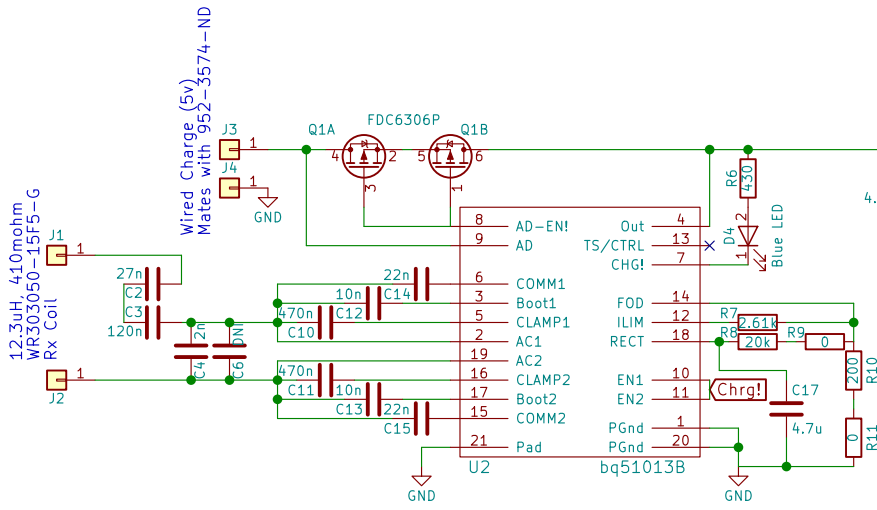 Wired Charge (5v)
Mates with 952-3574-ND
12.3uH, 410mohm
WR303050-15F5-G
Rx Coil
J3
1
J4
1
GND
Q1A
FDC6306P
Q1B
4
2
3
5
6
1
R6
430
4.
D4
2
1
Blue LED
J1
1
J2
1
27n
C2
C3
120n
2n
C4
DNI
C6
22n
C14
10n
C12
470n
C10
470n
C11
10n
C13
22n
C15
8 AD-EN!
9 AD
6 COMM1
3 Boot1
5 CLAMP1
2 AC1
19 AC2
16 CLAMP2
17 Boot2
15 COMM2
21 Pad
Out 4
TS/CTRL 13
CHG! 7
FOD 14
ILIM 12
RECT 18
EN1 10
EN2 11
PGnd 1
PGnd 20
U2
bq51013B
R7
2.61k
R8
20k
R9
0
R10
200
R11
0
Chrg!
C17
4.7u
GND
GND